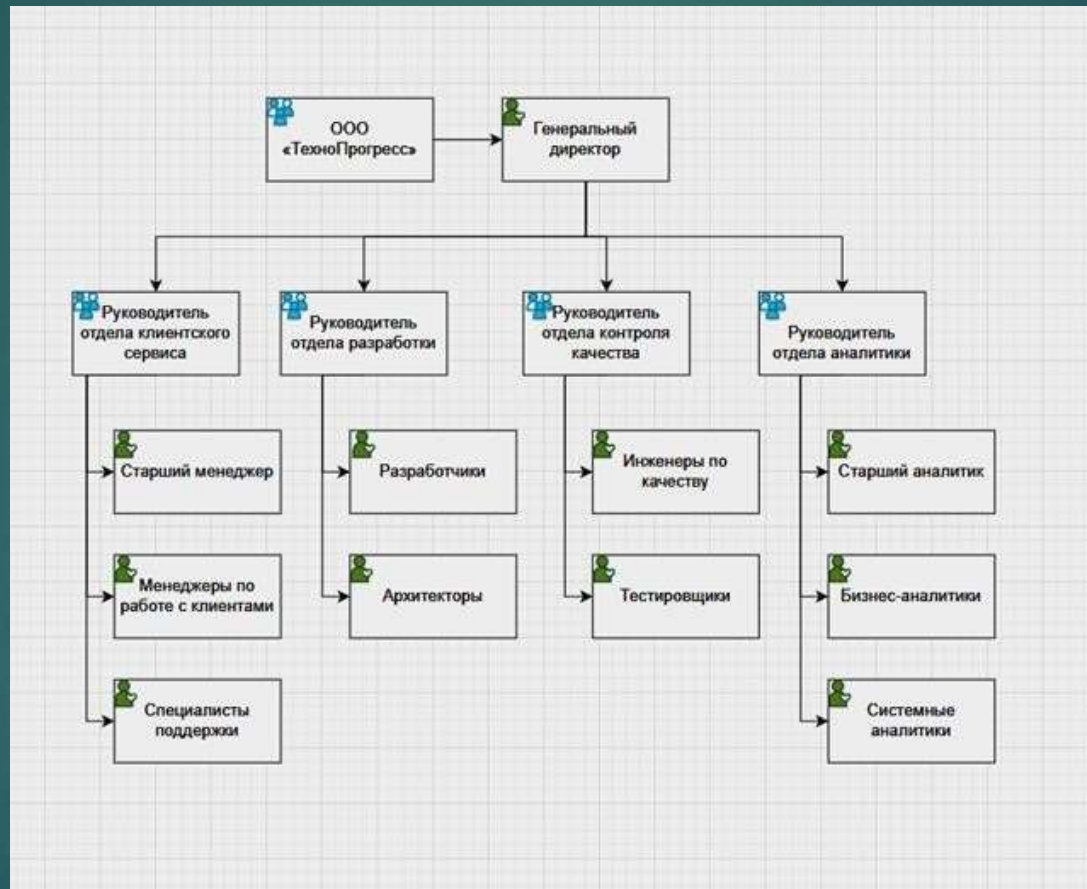 ООО
«ТехноПрогресс»
Генеральный
директор
Руководитель
отдела клиентского
сервиса
Руководитель
отдела разработки
Руководитель
отдела контроля
качества
Руководитель
отдела аналитики
Старший менеджер
Разработчики
Инженеры по
качеству
Старший аналитик
Менеджеры по
работе с клиентами
Архитекторы
Тестировщики
Бизнес-аналитики
Специалисты
поддержки
Системные
аналитики